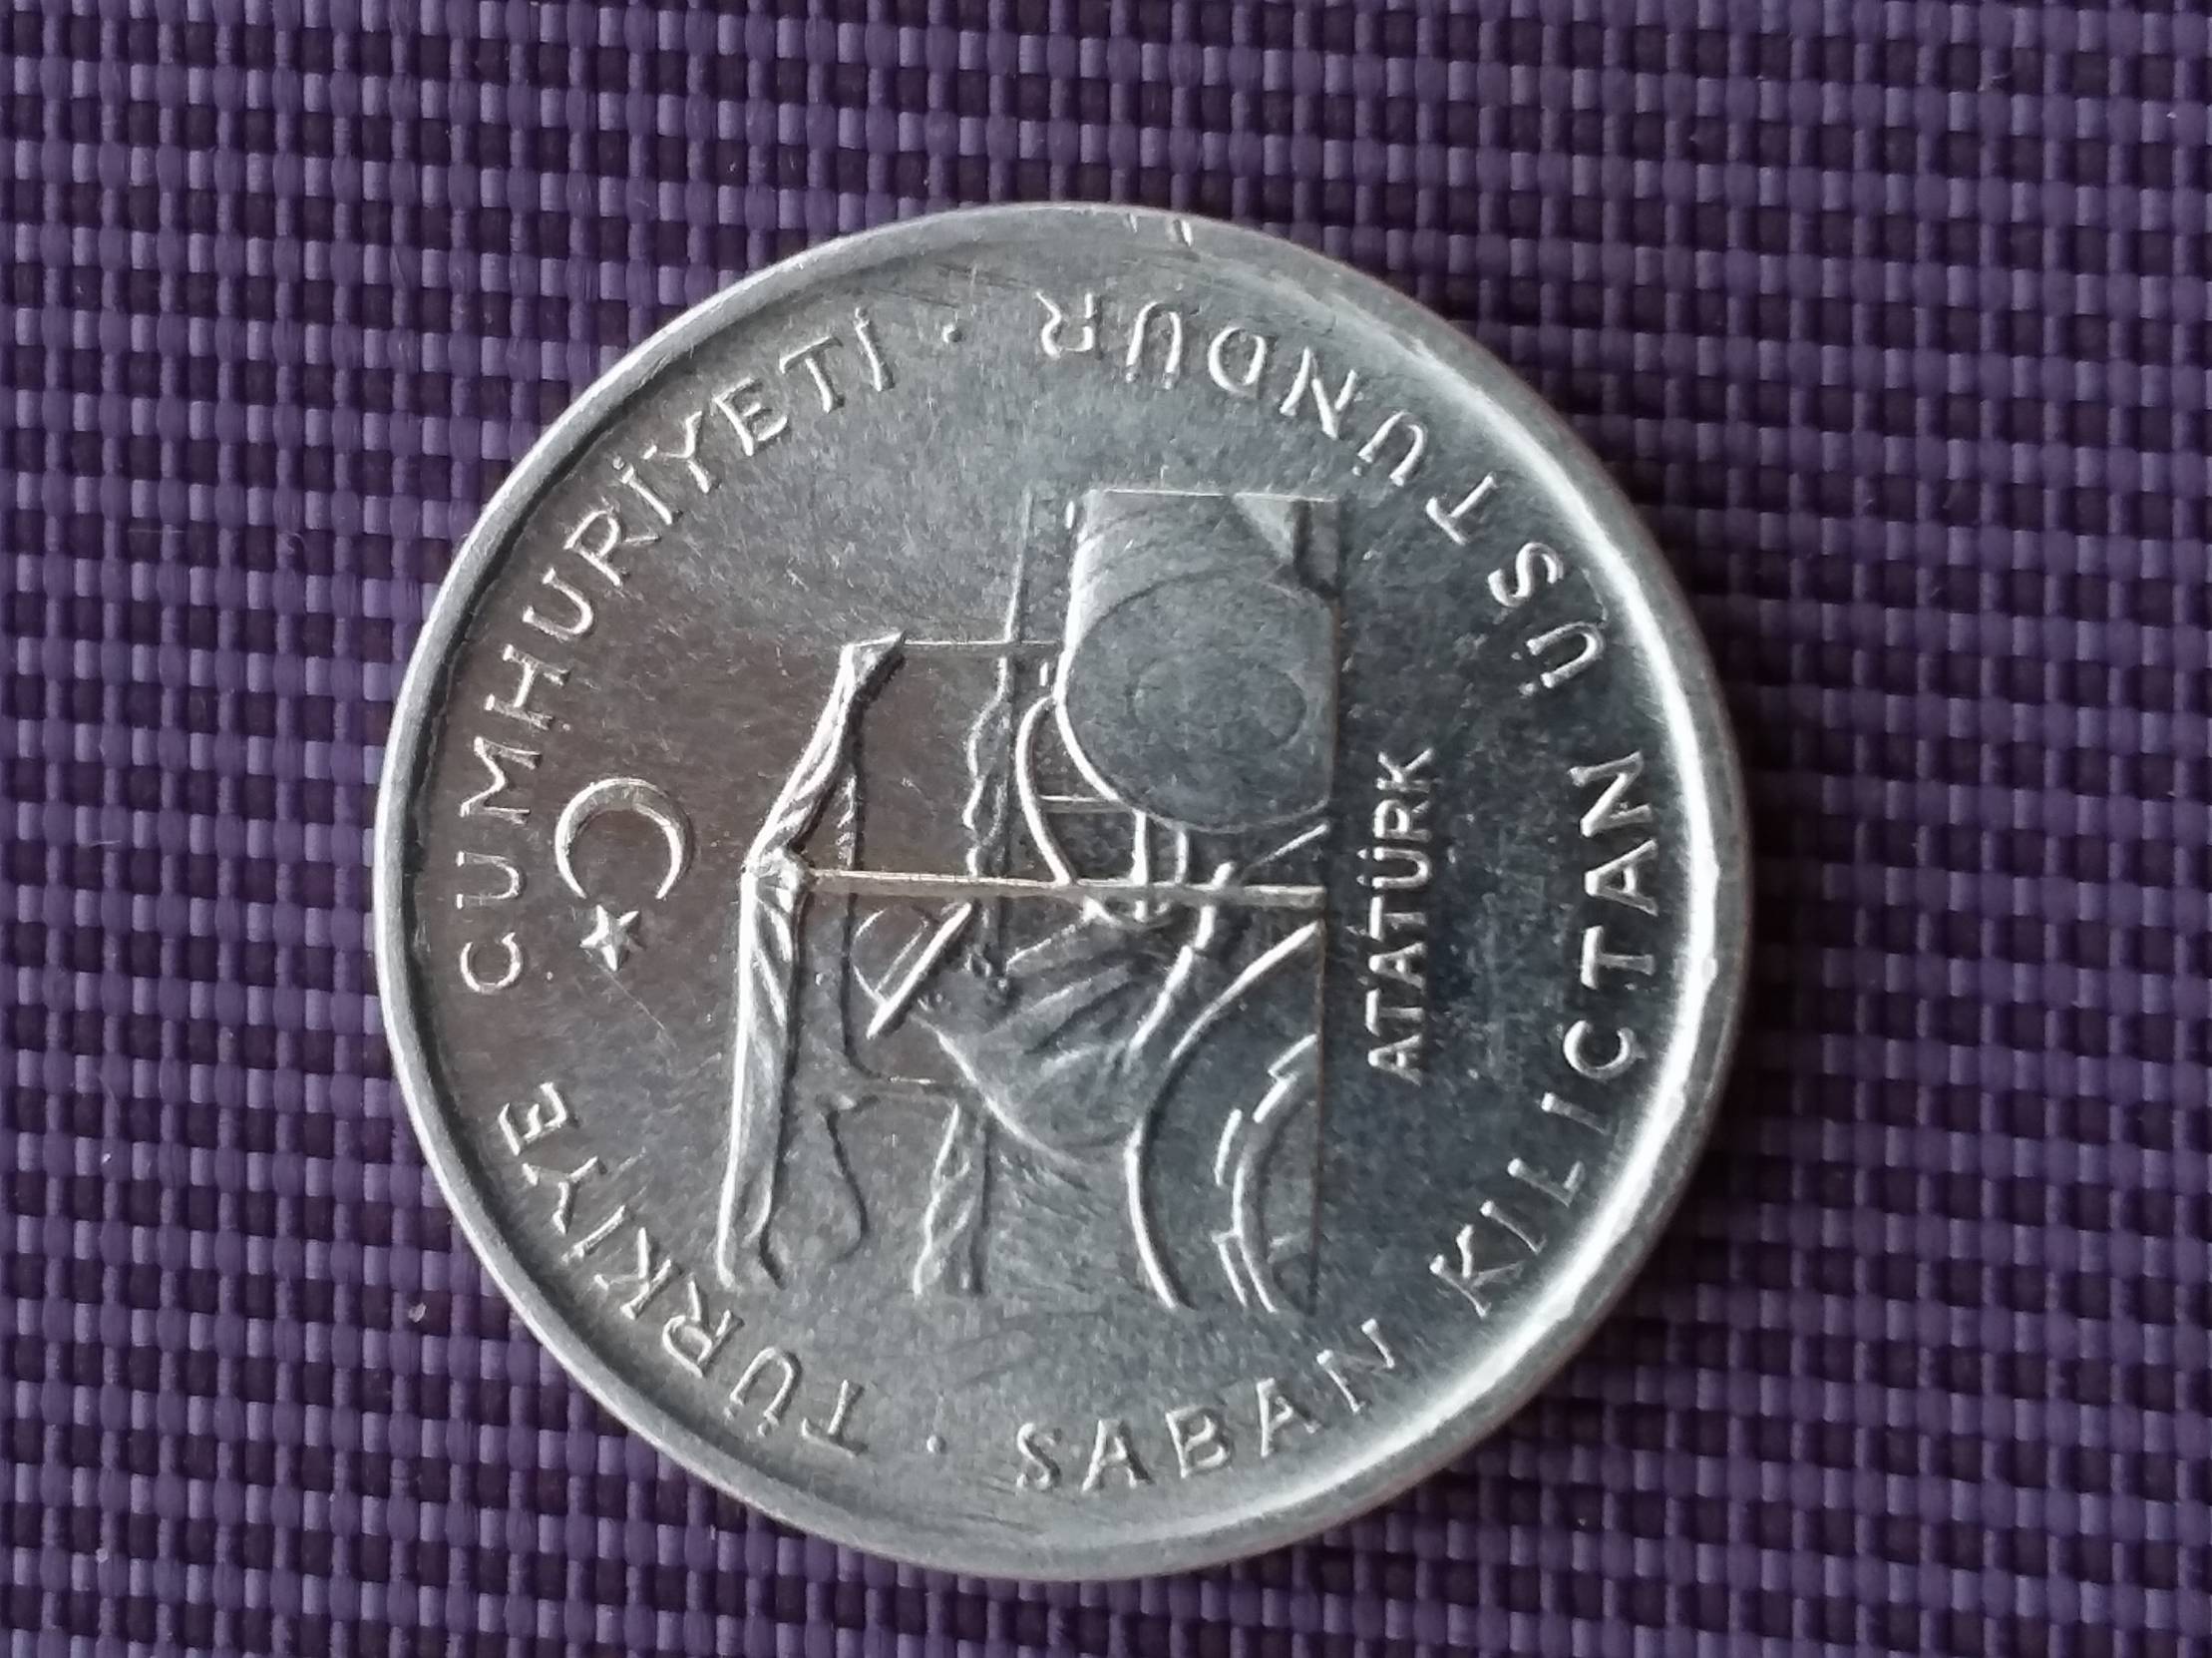 · TÜRKİYE CUMHURİYETİ ·
ATATÜRK
SABAN KILIÇTAN ÜSTÜNDÜR